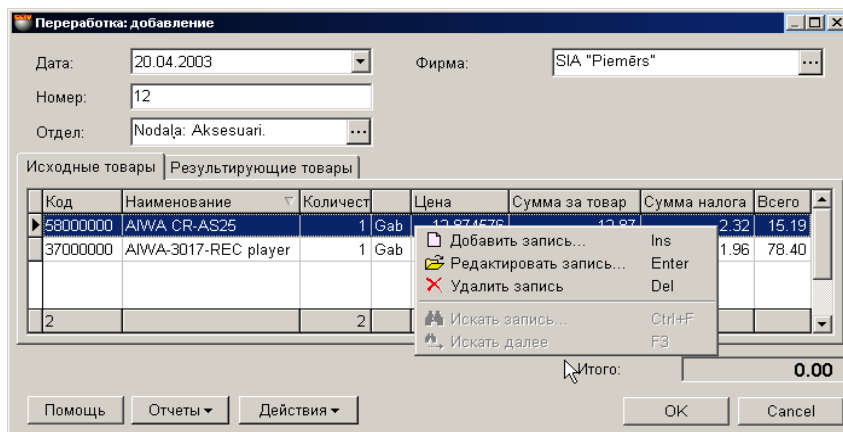 Переработка: добавление
Дата: 20.04.2003 Фирма: SIA "Piemērs" ...
Номер: 12
Отдел: Nodaļa: Aksesuari. ...
Исходные товары Результирующие товары
Код Наименование Количест Цена Сумма за товар Сумма налога Всего
58000000 AIWA CR-AS25 1 Gab 12.874576 12.87 2.32 15.19
37000000 AIWA-3017-REC player 1 Gab 1.96 78.40
Добавить запись... Ins
Редактировать запись... Enter
Удалить запись Del
2 2
Искать запись... Ctrl+F
Искать далее F3
Итого: 0.00
Помощь Отчеты Действия OK Cancel